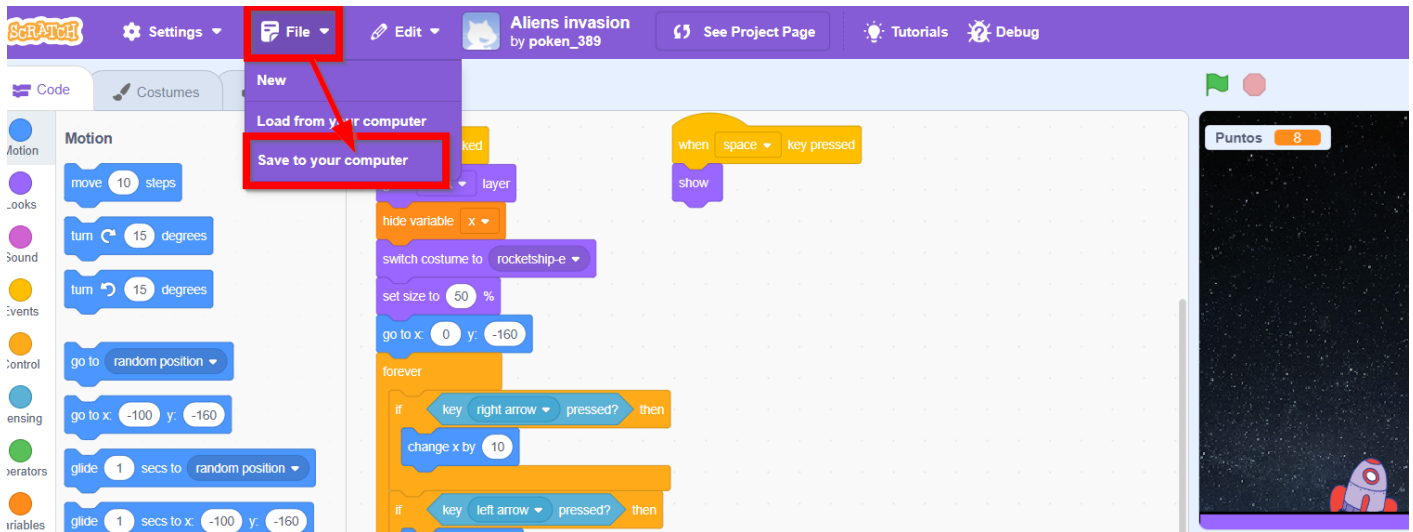 SCRATCH
Settings
File
Edit
Aliens invasion
by poken_389
See Project Page
Tutorials
Debug
New
Load from your computer
Save to your computer
Code
Costumes
Motion
Looks
Sound
Events
Control
Sensing
Operators
Variables
Motion
move 10 steps
turn 15 degrees
turn 15 degrees
go to random position
go to x: -100 y: -160
glide 1 secs to random position
glide 1 secs to x: -100 y: -160
layer
hide variable x
switch costume to rocketship-e
set size to 50 %
go to x: 0 y: -160
forever
if key right arrow pressed? then
change x by 10
if key left arrow pressed? then
when space key pressed
show
Puntos 8